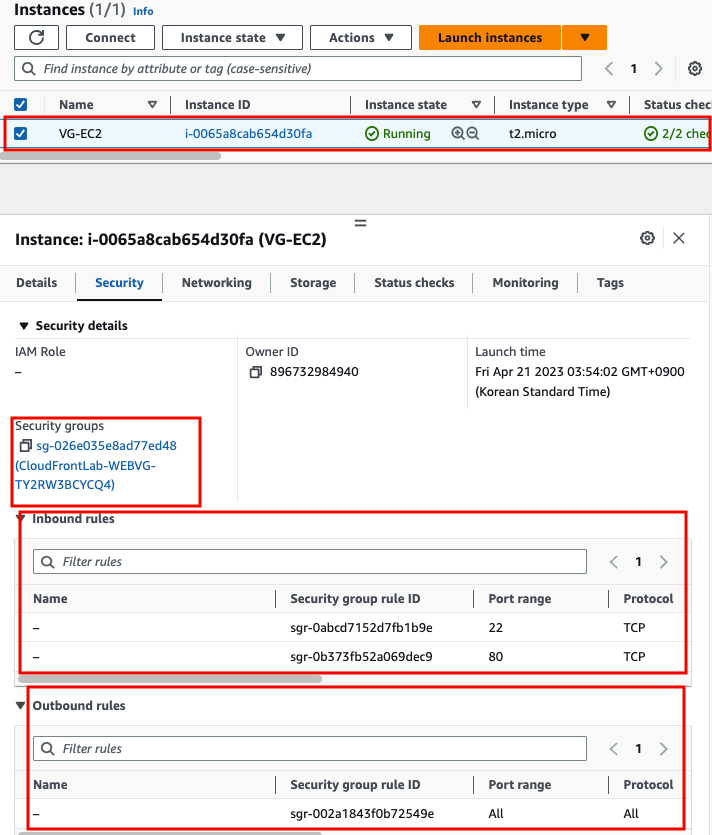 Instances (1/1) Info
Connect Instance state ▼ Actions ▼ Launch instances ▼
Find instance by attribute or tag (case-sensitive) 1
Name Instance ID Instance state Instance type Status chec
VG-EC2 i-0065a8cab654d30fa Running t2.micro 2/2 chec
Instance: i-0065a8cab654d30fa (VG-EC2)
Details Security Networking Storage Status checks Monitoring Tags
▼ Security details
IAM Role Owner ID Launch time
– 896732984940 Fri Apr 21 2023 03:54:02 GMT+0900
(Korean Standard Time)
Security groups
sg-026e035e8ad77ed48
(CloudFrontLab-WEBVG-
TY2RW3BCYCQ4)
▼ Inbound rules
Filter rules 1
Name Security group rule ID Port range Protocol
– sgr-0abcd7152d7fb1b9e 22 TCP
– sgr-0b373fb52a069dec9 80 TCP
▼ Outbound rules
Filter rules 1
Name Security group rule ID Port range Protocol
– sgr-002a1843f0b72549e All All